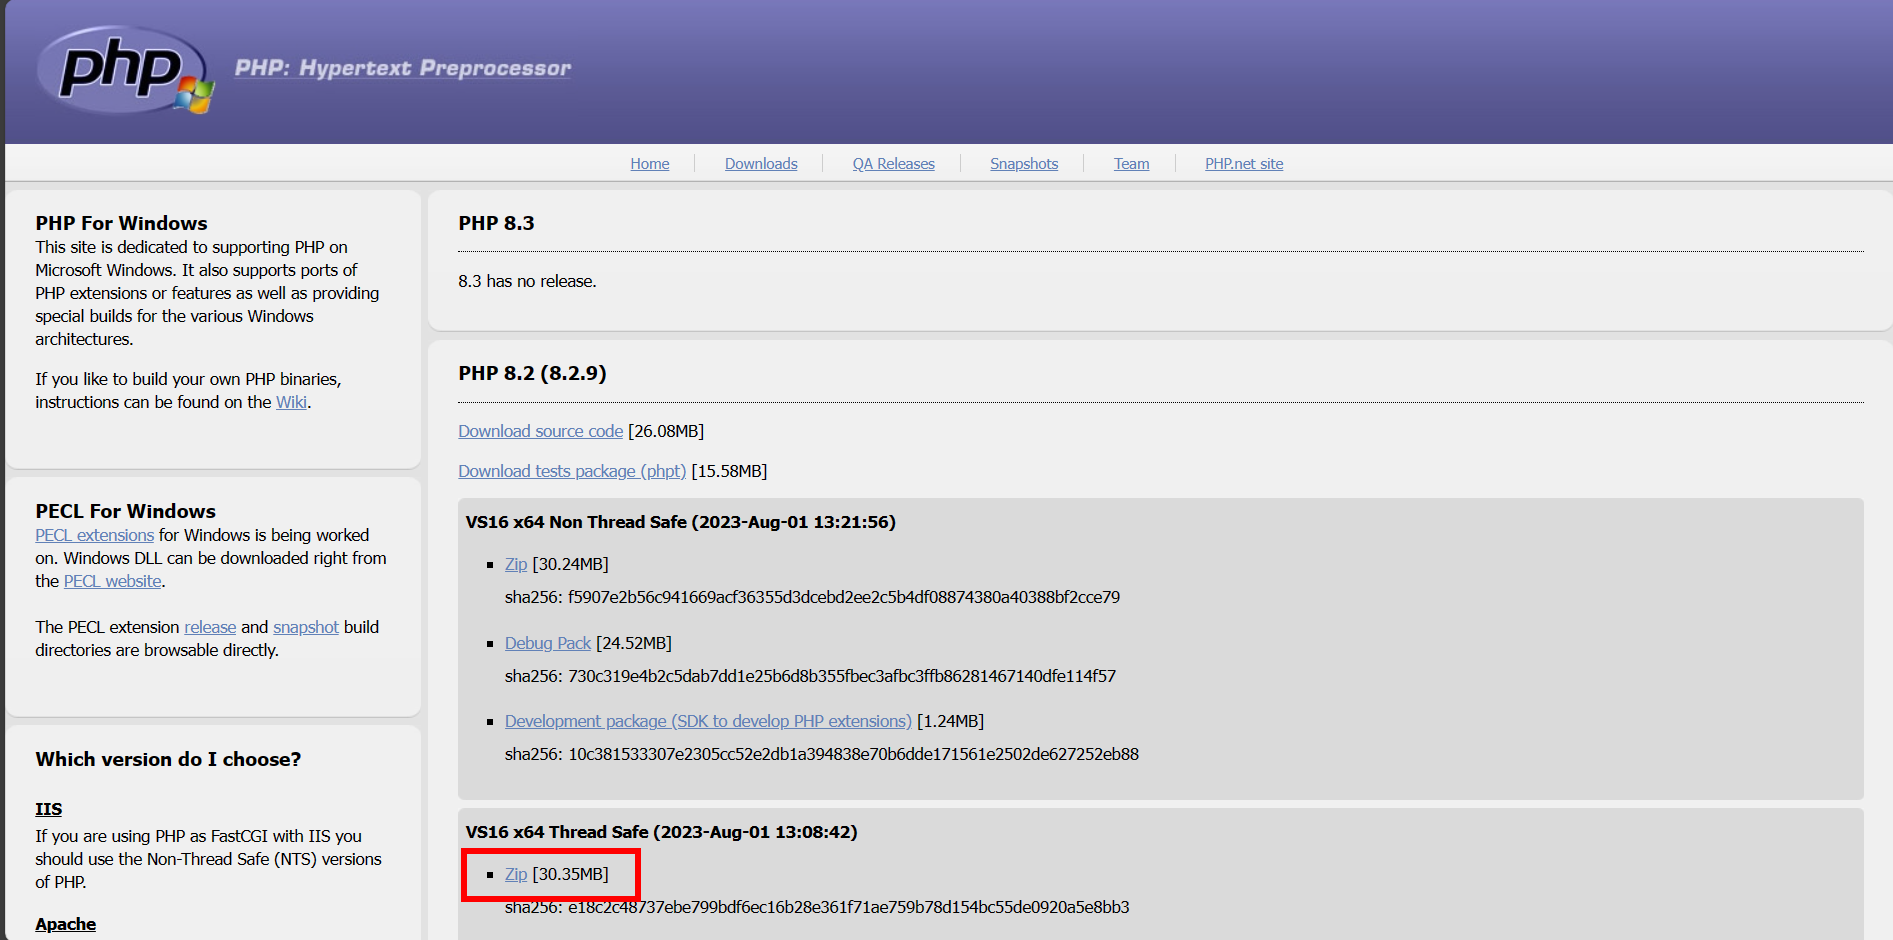 php
PHP: Hypertext Preprocessor
Home
Downloads
QA Releases
Snapshots
Team
PHP.net site
PHP For Windows
This site is dedicated to supporting PHP on
Microsoft Windows. It also supports ports of
PHP extensions or features as well as providing
special builds for the various Windows
architectures.
If you like to build your own PHP binaries,
instructions can be found on the Wiki.
PECL For Windows
PECL extensions for Windows is being worked
on. Windows DLL can be downloaded right from
the PECL website.
The PECL extension release and snapshot build
directories are browsable directly.
Which version do I choose?
IIS
If you are using PHP as FastCGI with IIS you
should use the Non-Thread Safe (NTS) versions
of PHP.
Apache
PHP 8.3
8.3 has no release.
PHP 8.2 (8.2.9)
Download source code [26.08MB]
Download tests package (phpt) [15.58MB]
VS16 x64 Non Thread Safe (2023-Aug-01 13:21:56)
Zip [30.24MB]
sha256: f5907e2b56c941669acf36355d3dcebd2ee2c5b4df08874380a40388bf2cce79
Debug Pack [24.52MB]
sha256: 730c319e4b2c5dab7dd1e25b6d8b355fbec3afbc3ffb86281467140dfe114f57
Development package (SDK to develop PHP extensions) [1.24MB]
sha256: 10c381533307e2305cc52e2db1a394838e70b6dde171561e2502de627252eb88
VS16 x64 Thread Safe (2023-Aug-01 13:08:42)
Zip [30.35MB]
sha256: e18c2c48737ebe799bdf6ec16b28e361f71ae759b78d154bc55de0920a5e8bb3